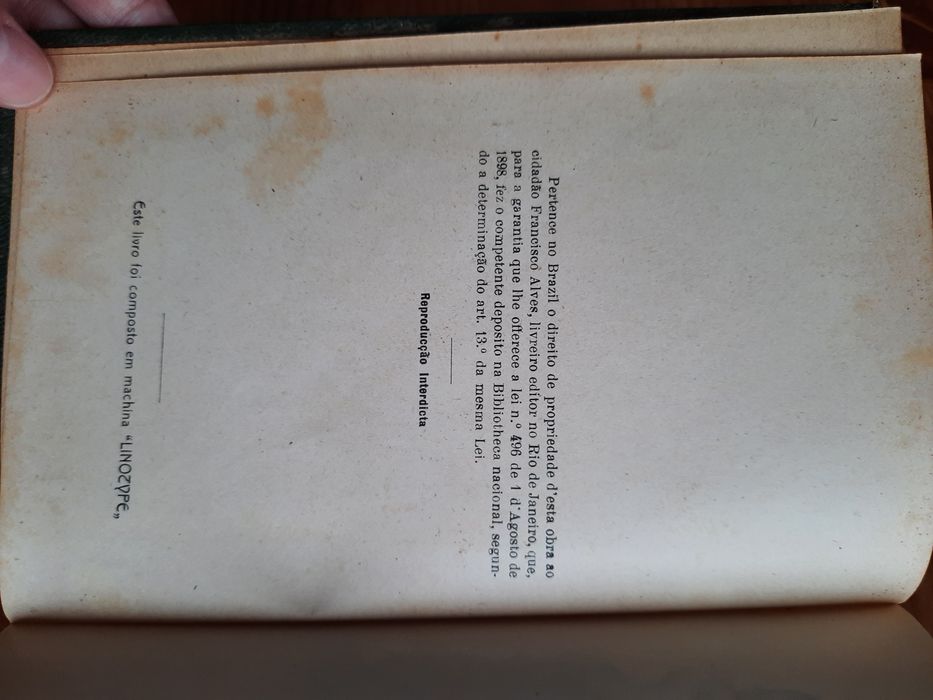 Pertence no Brazil o direito de propriedade d'esta obra ao
cidadão Francisco Alves, livreiro editor no Rio de Janeiro, que,
para a garantia que lhe offerece a lei n.º 496 de 1 d'Agosto de
1898, fez o competente deposito na Bibliotheca nacional, segun-
do a determinação do art. 13.º da mesma Lei.
Reproducção Interdicta
Este livro foi composto em machina “LINOTYPE„